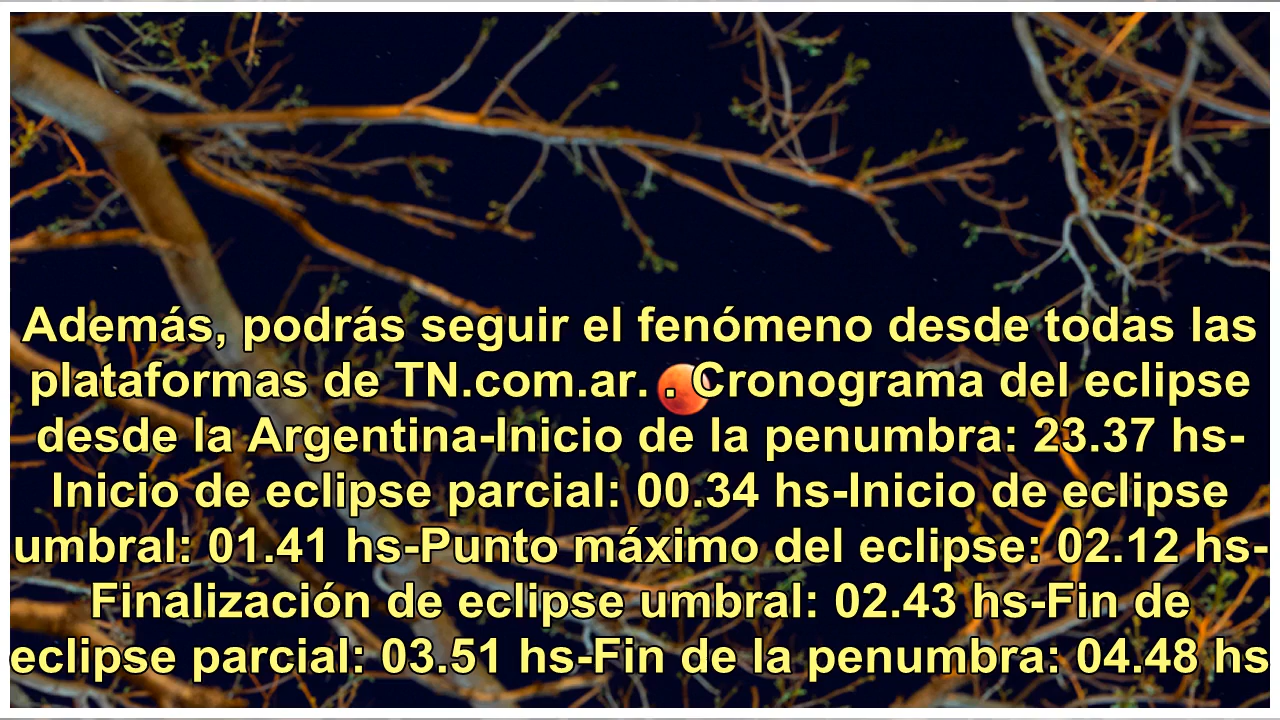 Además, podrás seguir el fenómeno desde todas las
plataformas de TN.com.ar. . Cronograma del eclipse
desde la Argentina-Inicio de la penumbra: 23.37 hs-
Inicio de eclipse parcial: 00.34 hs-Inicio de eclipse
umbral: 01.41 hs-Punto máximo del eclipse: 02.12 hs-
Finalización de eclipse umbral: 02.43 hs-Fin de
eclipse parcial: 03.51 hs-Fin de la penumbra: 04.48 hs